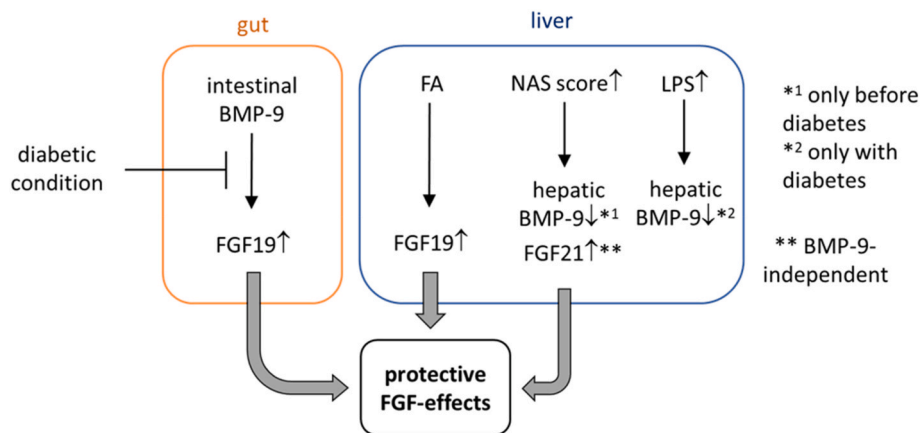 gut
liver
intestinal
BMP-9
FGF19↑
diabetic
condition
FA
FGF19↑
NAS score↑
hepatic
BMP-9↓*1
FGF21↑**
LPS↑
hepatic
BMP-9↓*2
*1 only before
diabetes
*2 only with
diabetes
** BMP-9-
independent
protective
FGF-effects